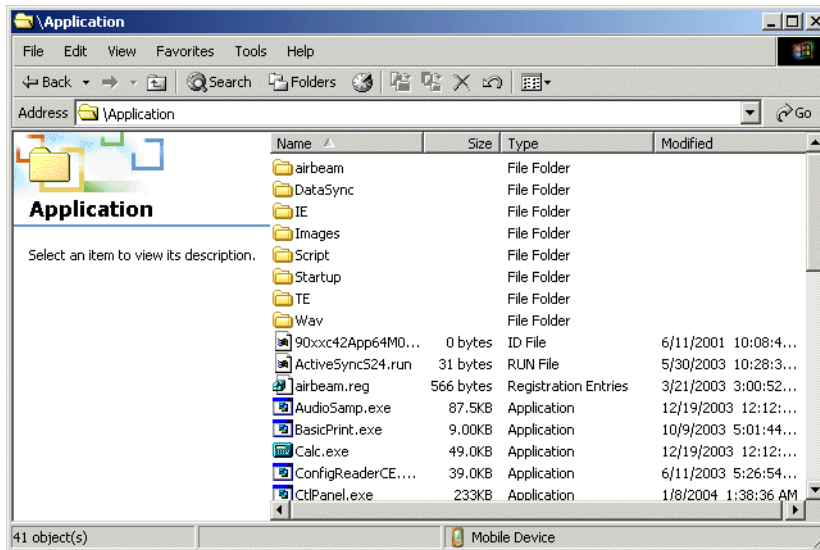 \Application
File Edit View Favorites Tools Help
Back Search Folders
Address \Application Go
Name Size Type Modified
airbeam File Folder
DataSync File Folder
IE File Folder
Images File Folder
Script File Folder
Startup File Folder
TE File Folder
Wav File Folder
90xxc42App64M0... 0 bytes ID File 6/11/2001 10:08:4...
ActiveSyncS24.run 31 bytes RUN File 5/30/2003 10:28:3...
airbeam.reg 566 bytes Registration Entries 3/21/2003 3:00:52...
AudioSamp.exe 87.5KB Application 12/19/2003 12:12:...
BasicPrint.exe 9.00KB Application 10/9/2003 5:01:44...
Calc.exe 49.0KB Application 12/19/2003 12:12:...
ConfigReaderCE.... 39.0KB Application 6/11/2003 5:26:54...
CtlPanel.exe 233KB Application 1/8/2004 1:38:36 AM
Application
Select an item to view its description.
41 object(s) Mobile Device